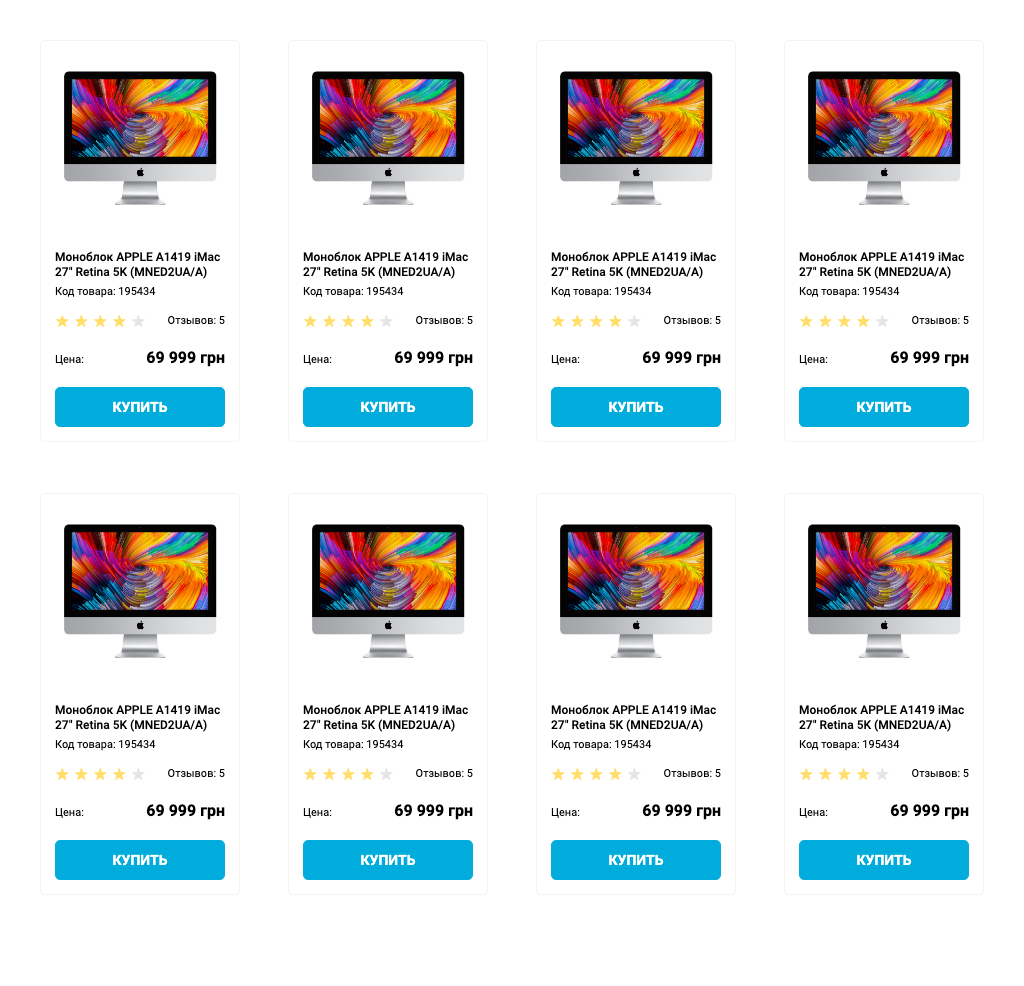 Моноблок APPLE A1419 iMac
27" Retina 5K (MNED2UA/A)
Код товара: 195434
Отзывов: 5
Цена: 69 999 грн
КУПИТЬ
Моноблок APPLE A1419 iMac
27" Retina 5K (MNED2UA/A)
Код товара: 195434
Отзывов: 5
Цена: 69 999 грн
КУПИТЬ
Моноблок APPLE A1419 iMac
27" Retina 5K (MNED2UA/A)
Код товара: 195434
Отзывов: 5
Цена: 69 999 грн
КУПИТЬ
Моноблок APPLE A1419 iMac
27" Retina 5K (MNED2UA/A)
Код товара: 195434
Отзывов: 5
Цена: 69 999 грн
КУПИТЬ
Моноблок APPLE A1419 iMac
27" Retina 5K (MNED2UA/A)
Код товара: 195434
Отзывов: 5
Цена: 69 999 грн
КУПИТЬ
Моноблок APPLE A1419 iMac
27" Retina 5K (MNED2UA/A)
Код товара: 195434
Отзывов: 5
Цена: 69 999 грн
КУПИТЬ
Моноблок APPLE A1419 iMac
27" Retina 5K (MNED2UA/A)
Код товара: 195434
Отзывов: 5
Цена: 69 999 грн
КУПИТЬ
Моноблок APPLE A1419 iMac
27" Retina 5K (MNED2UA/A)
Код товара: 195434
Отзывов: 5
Цена: 69 999 грн
КУПИТЬ